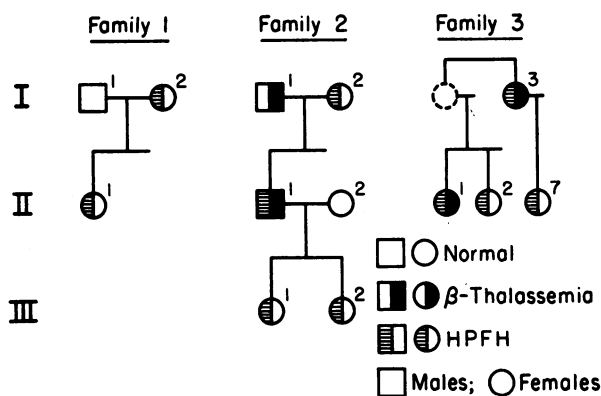 Family 1 Family 2 Family 3
I 1 2 1 2 3
II 1 1 2 1 2 7
III 1 2
Normal
β-Thalassemia
HPFH
Males; Females